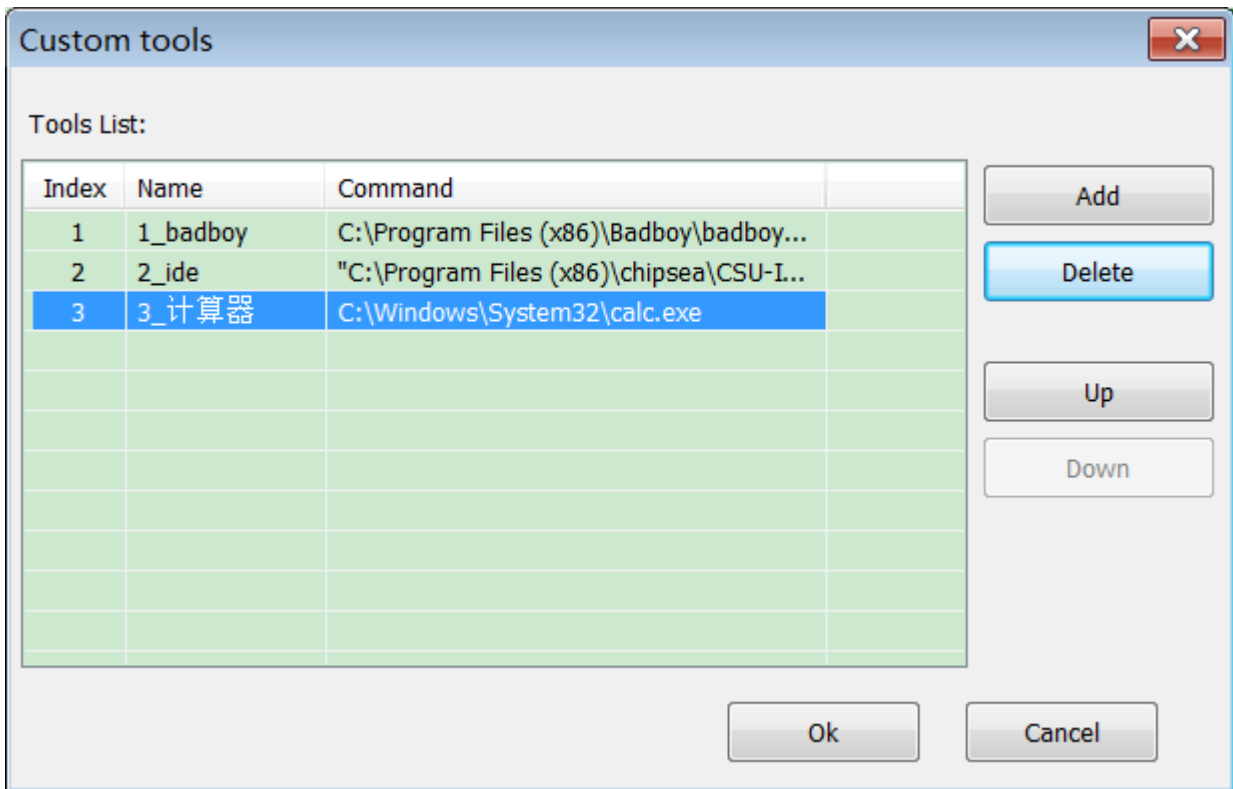 Custom tools
Tools List:
Index Name Command
1 1_badboy C:\Program Files (x86)\Badboy\badboy...
2 2_ide "C:\Program Files (x86)\chipsea\CSU-I...
3 3_计算器 C:\Windows\System32\calc.exe
Add
Delete
Up
Down
Ok Cancel